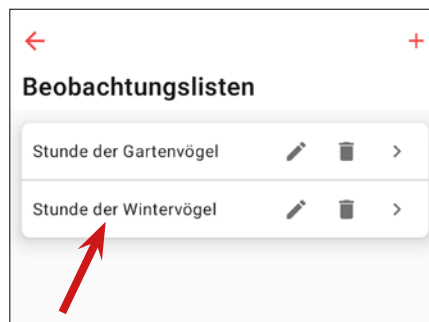 Beobachtungslisten
Stunde der Gartenvögel
Stunde der Wintervögel